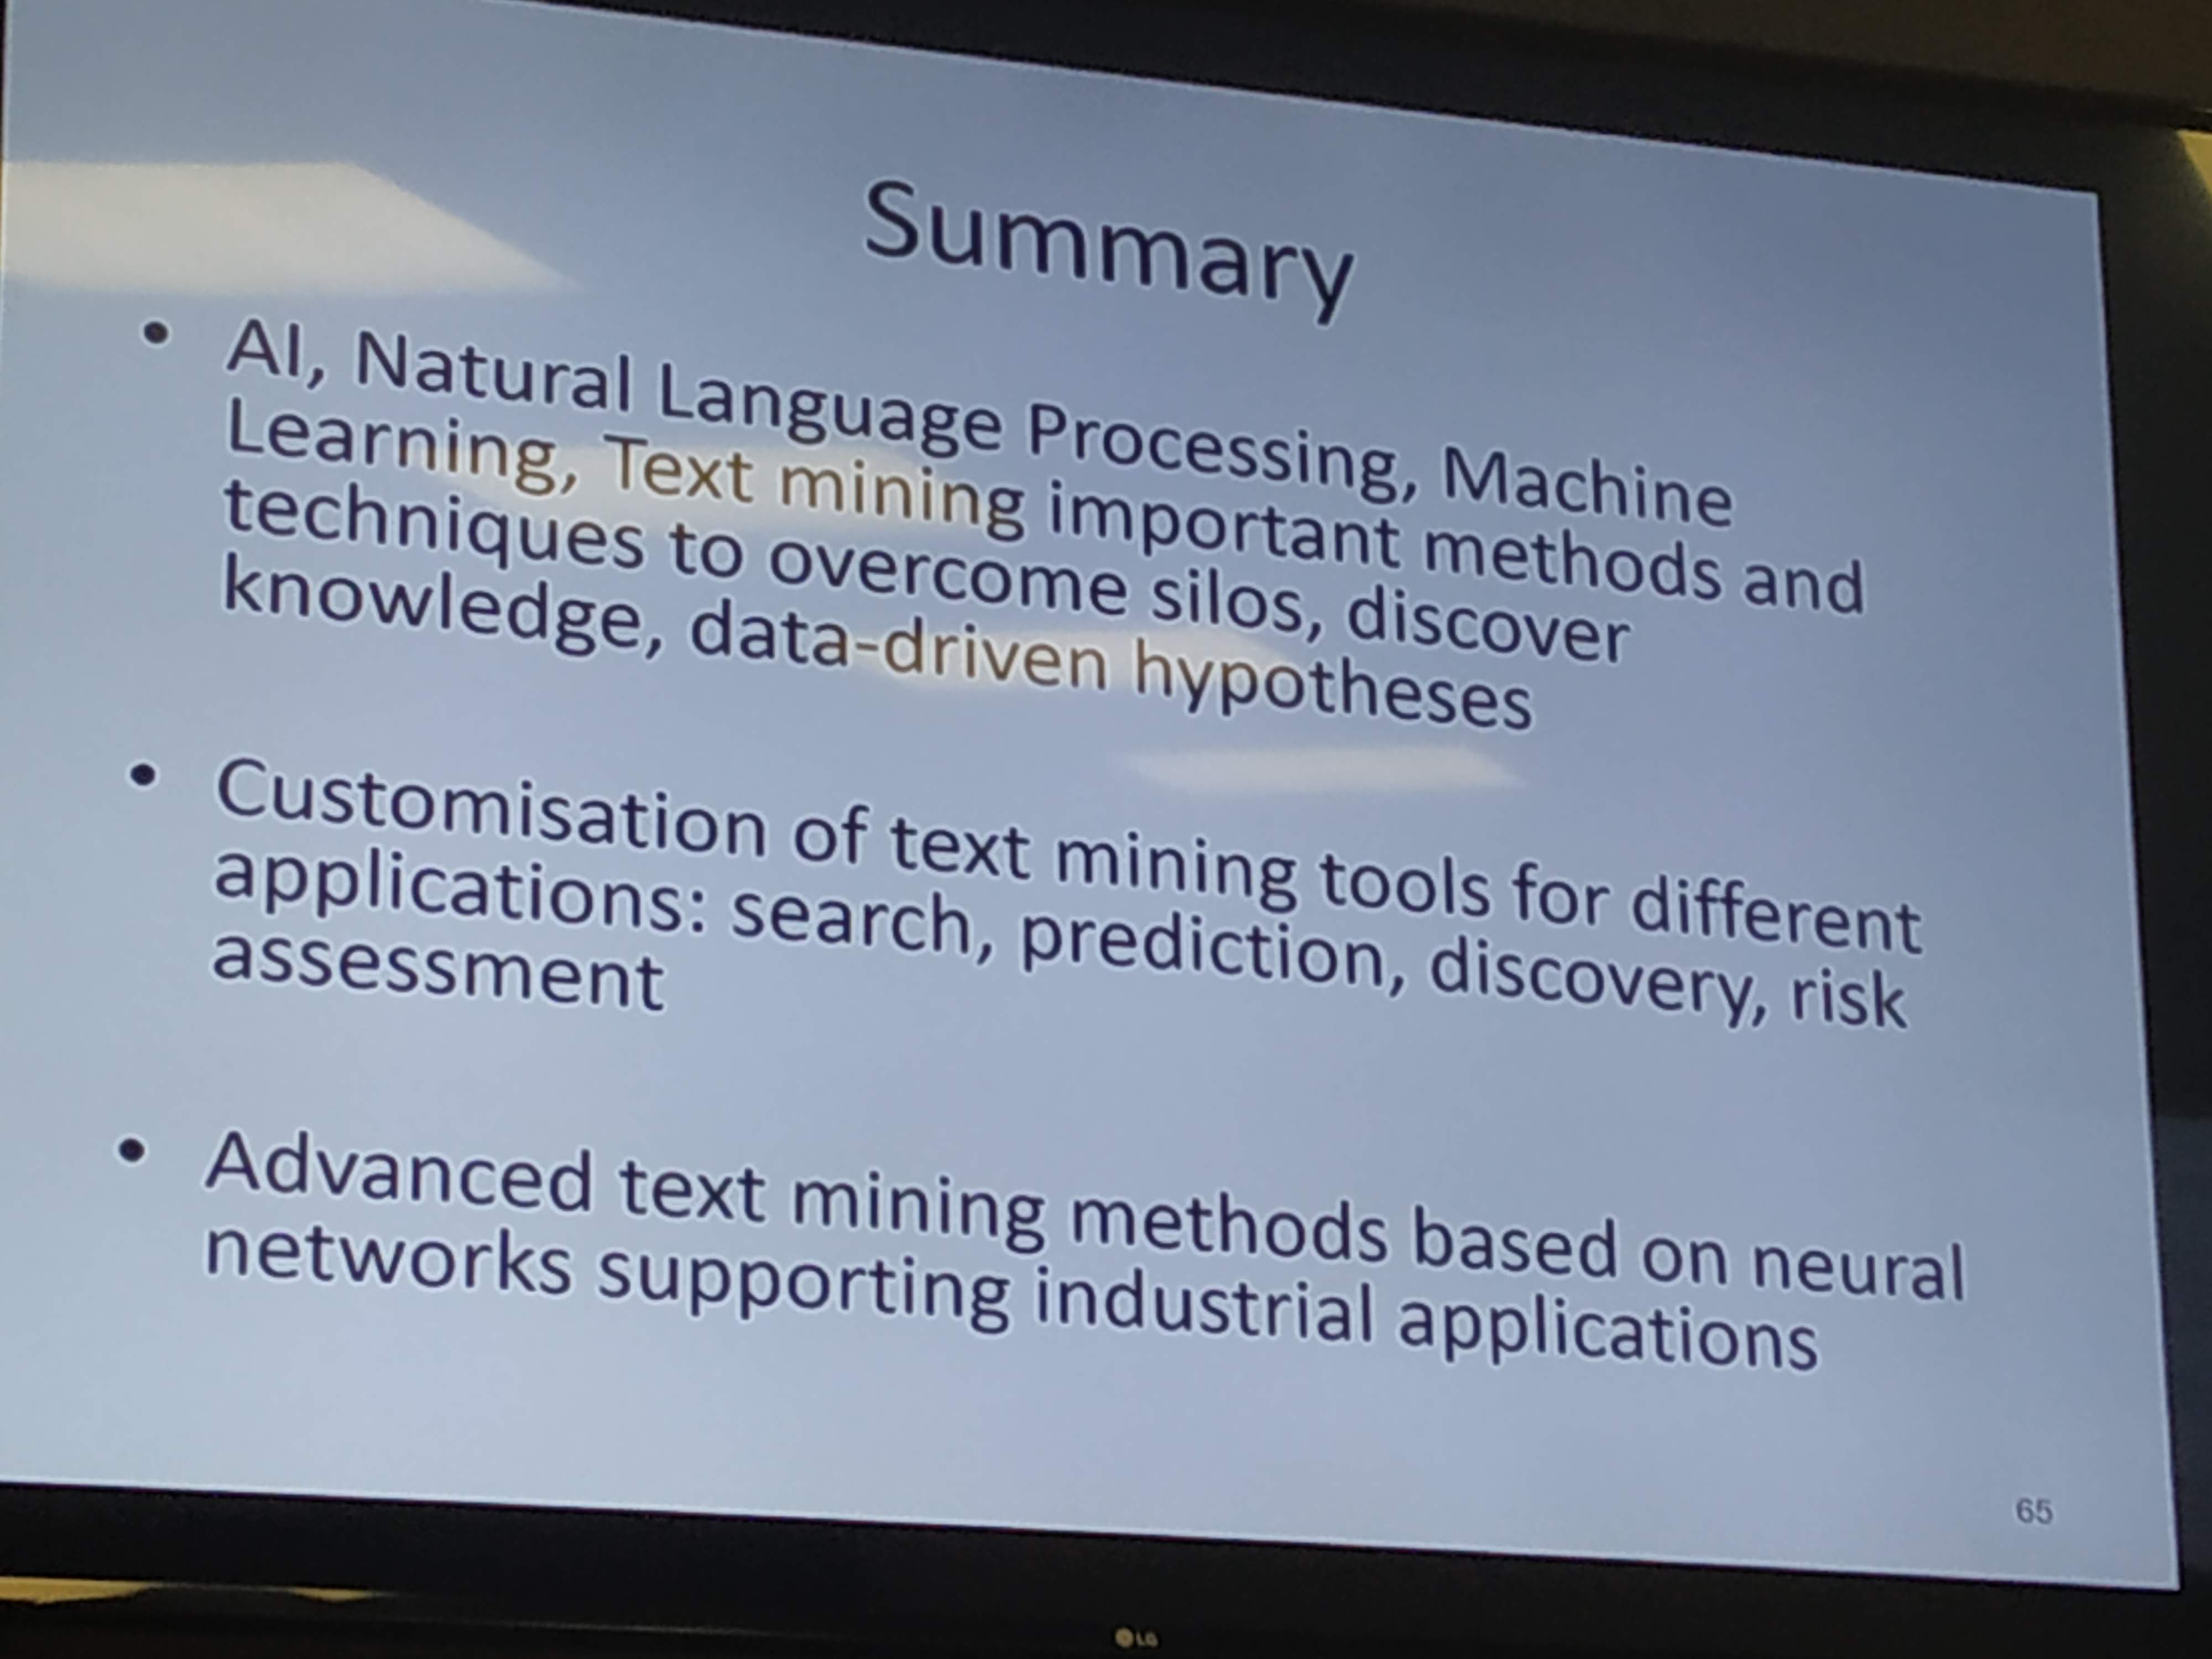 Summary
• AI, Natural Language Processing, Machine
Learning, Text mining important methods and
techniques to overcome silos, discover
knowledge, data-driven hypotheses
• Customisation of text mining tools for different
applications: search, prediction, discovery, risk
assessment
• Advanced text mining methods based on neural
networks supporting industrial applications
65
LG